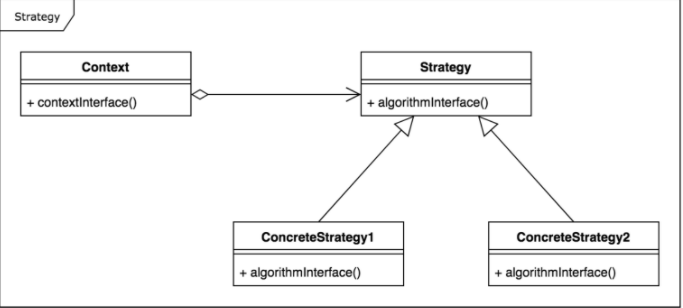 Strategy
Context
+ contextInterface()
Strategy
+ algorithmInterface()
ConcreteStrategy1
+ algorithmInterface()
ConcreteStrategy2
+ algorithmInterface()